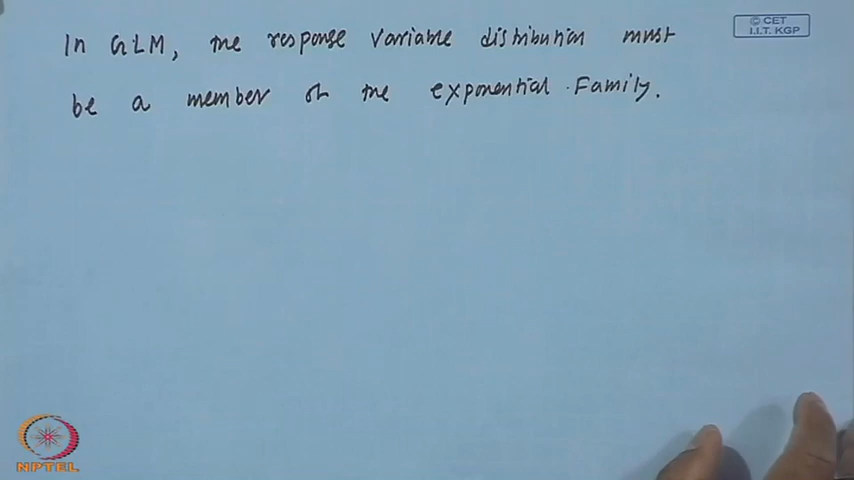 In GLM, the response variable distribution must
be a member of the exponential Family.
© CET
I.I.T. KGP
NPTEL